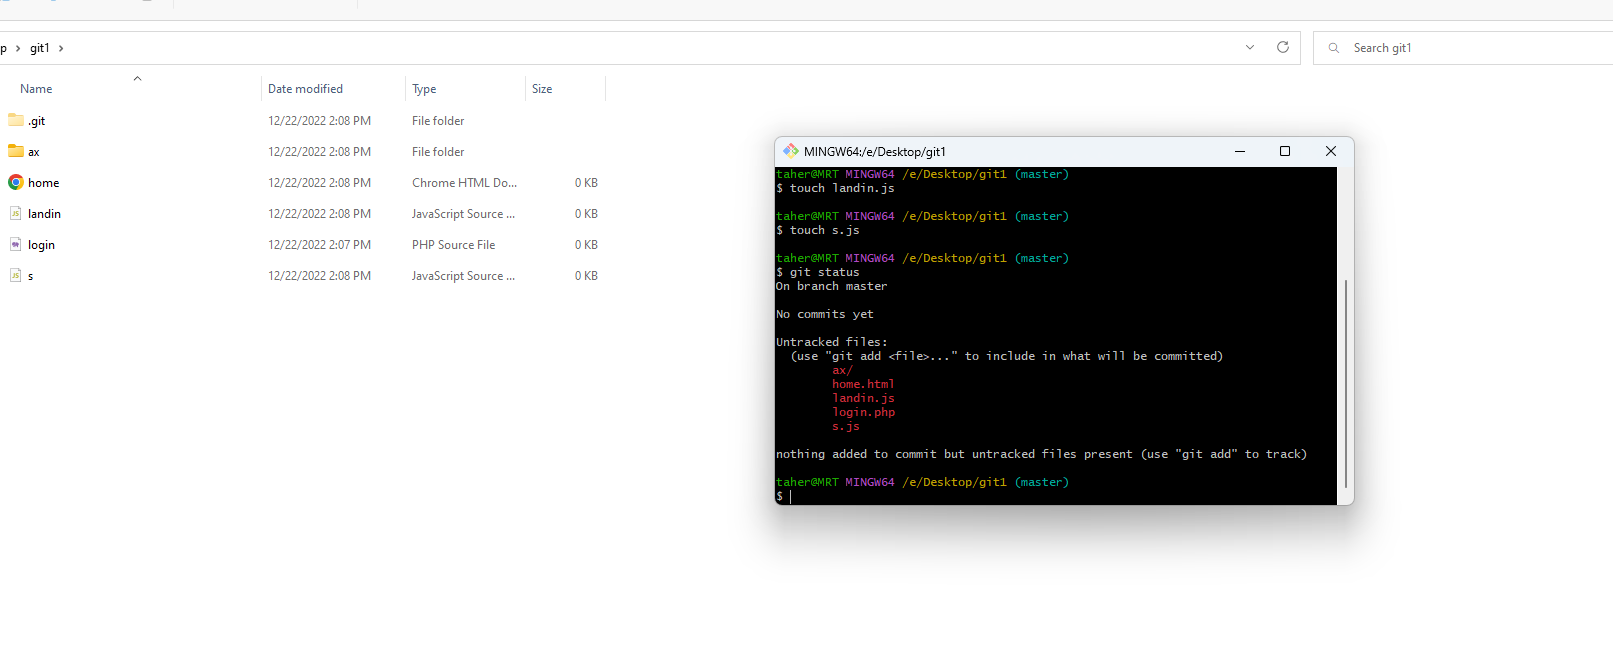 p > git1 >
Search git1
Name Date modified Type Size
.git 12/22/2022 2:08 PM File folder
ax 12/22/2022 2:08 PM File folder
home 12/22/2022 2:08 PM Chrome HTML Do... 0 KB
landin 12/22/2022 2:08 PM JavaScript Source ... 0 KB
login 12/22/2022 2:07 PM PHP Source File 0 KB
s 12/22/2022 2:08 PM JavaScript Source ... 0 KB
MINGW64:/e/Desktop/git1
taher@MRT MINGW64 /e/Desktop/git1 (master)
$ touch landin.js
taher@MRT MINGW64 /e/Desktop/git1 (master)
$ touch s.js
taher@MRT MINGW64 /e/Desktop/git1 (master)
$ git status
On branch master
No commits yet
Untracked files:
(use "git add <file>..." to include in what will be committed)
ax/
home.html
landin.js
login.php
s.js
nothing added to commit but untracked files present (use "git add" to track)
taher@MRT MINGW64 /e/Desktop/git1 (master)
$